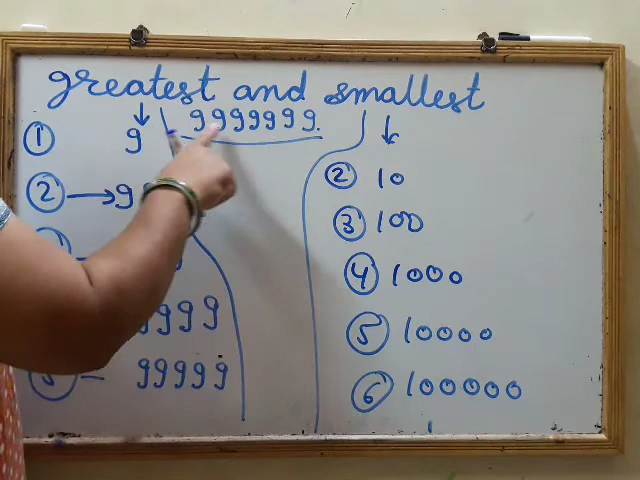 greatest and smallest
9999999.
① 9
② → 9
9999
⑤ – 99999
② 10
③ 100
④ 1000
⑤ 10000
⑥ 100000